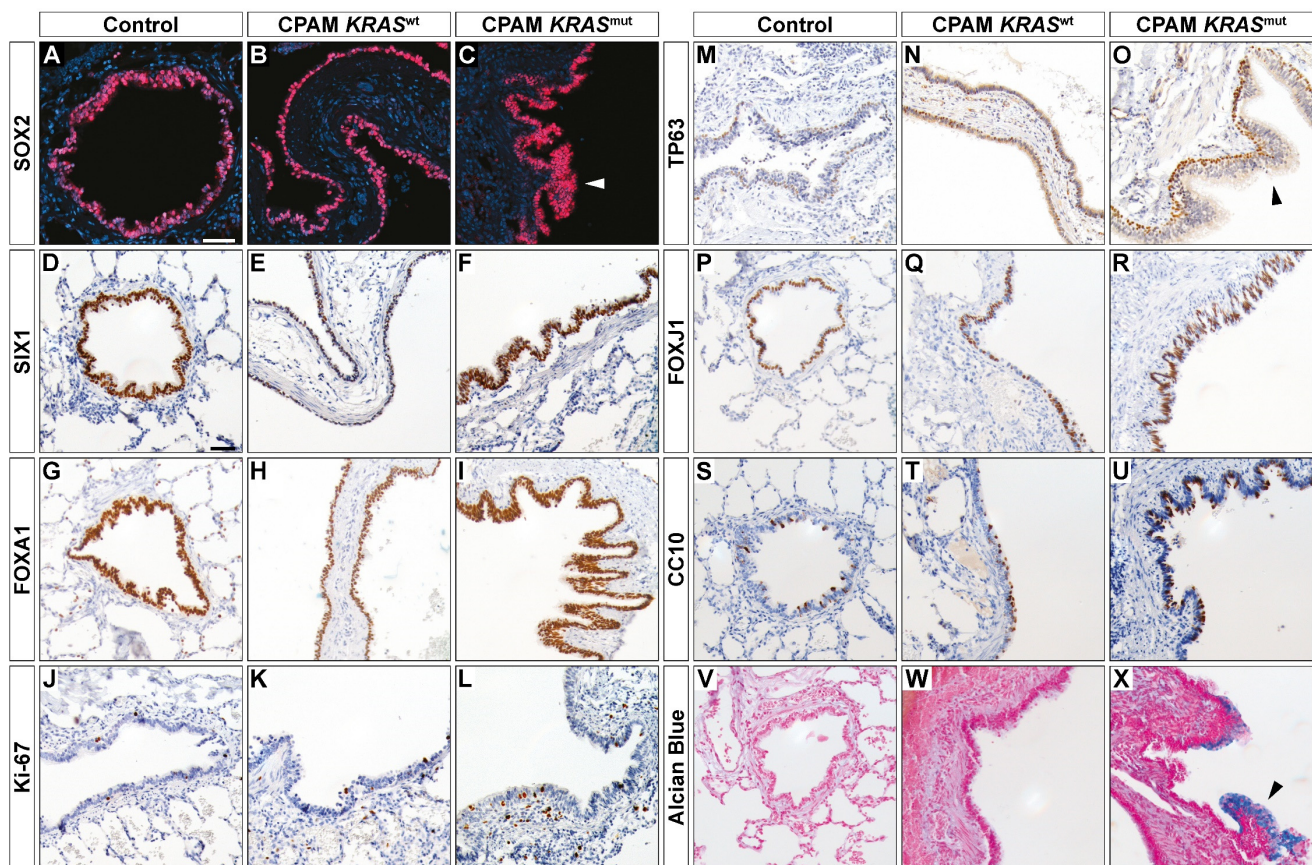 Control CPAM KRASwt CPAM KRASmut Control CPAM KRASwt CPAM KRASmut
SOX2 A B C TP63 M N O
SIX1 D E F FOXJ1 P Q R
FOXA1 G H I CC10 S T U
Ki-67 J K L Alcian Blue V W X